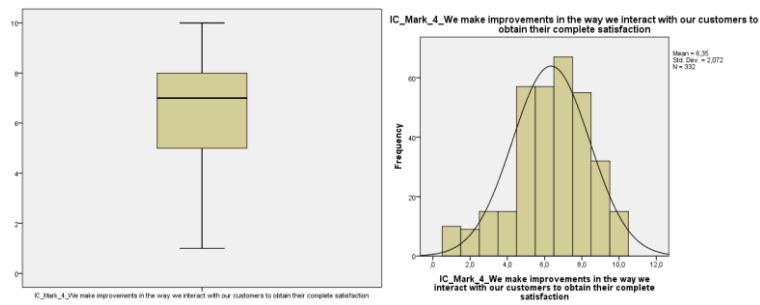 10
8
6
4
2
0
IC_Mark_4_We make improvements in the way we interact with our customers to obtain their complete satisfaction
IC_Mark_4_We make improvements in the way we interact with our customers to
obtain their complete satisfaction
Mean = 6,35
Std. Dev. = 2,072
N = 332
Frequency
60
40
20
0
,0 2,0 4,0 6,0 8,0 10,0 12,0
IC_Mark_4_We make improvements in the way we
interact with our customers to obtain their complete
satisfaction